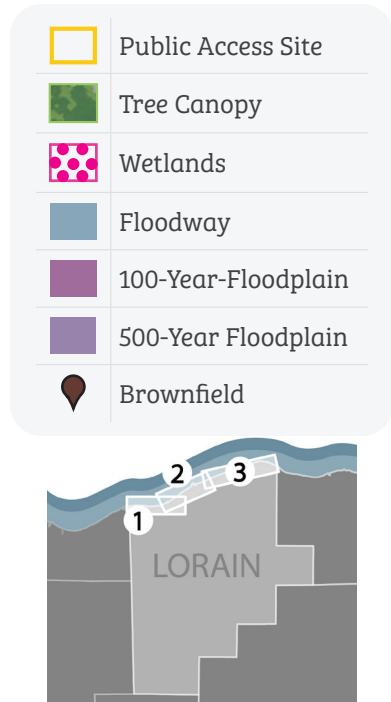 Public Access Site
Tree Canopy
Wetlands
Floodway
100-Year-Floodplain
500-Year Floodplain
Brownfield
2
3
1
LORAIN